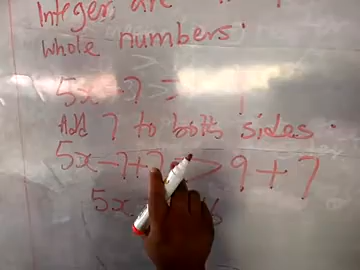 Integers are
whole numbers.
5x - 7 >
Add 7 to both sides.
5x - 7 + 7 > 9 + 7
5x